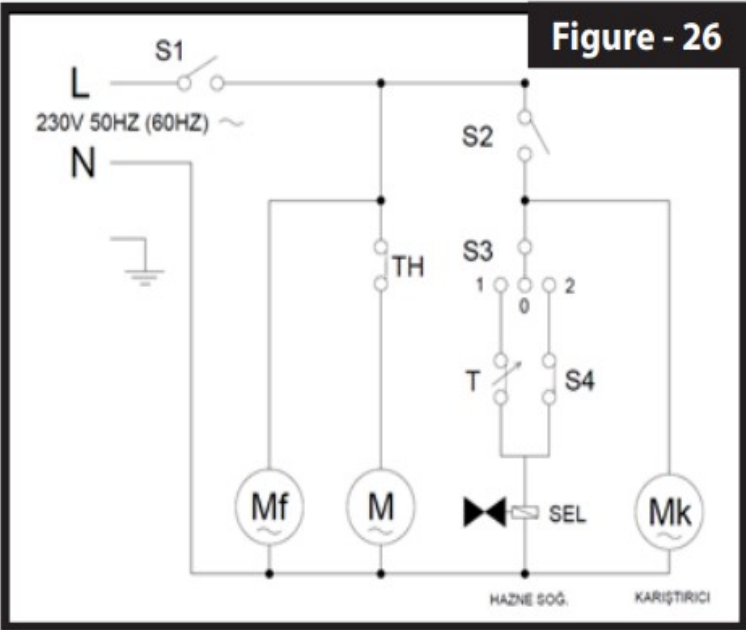 Figure - 26
S1
L
230V 50HZ (60HZ) ~
N
S2
S3
TH
1
0
2
T
S4
Mf
M
SEL
Mk
HAZNE SOĞ.
KARIŞTIRICI